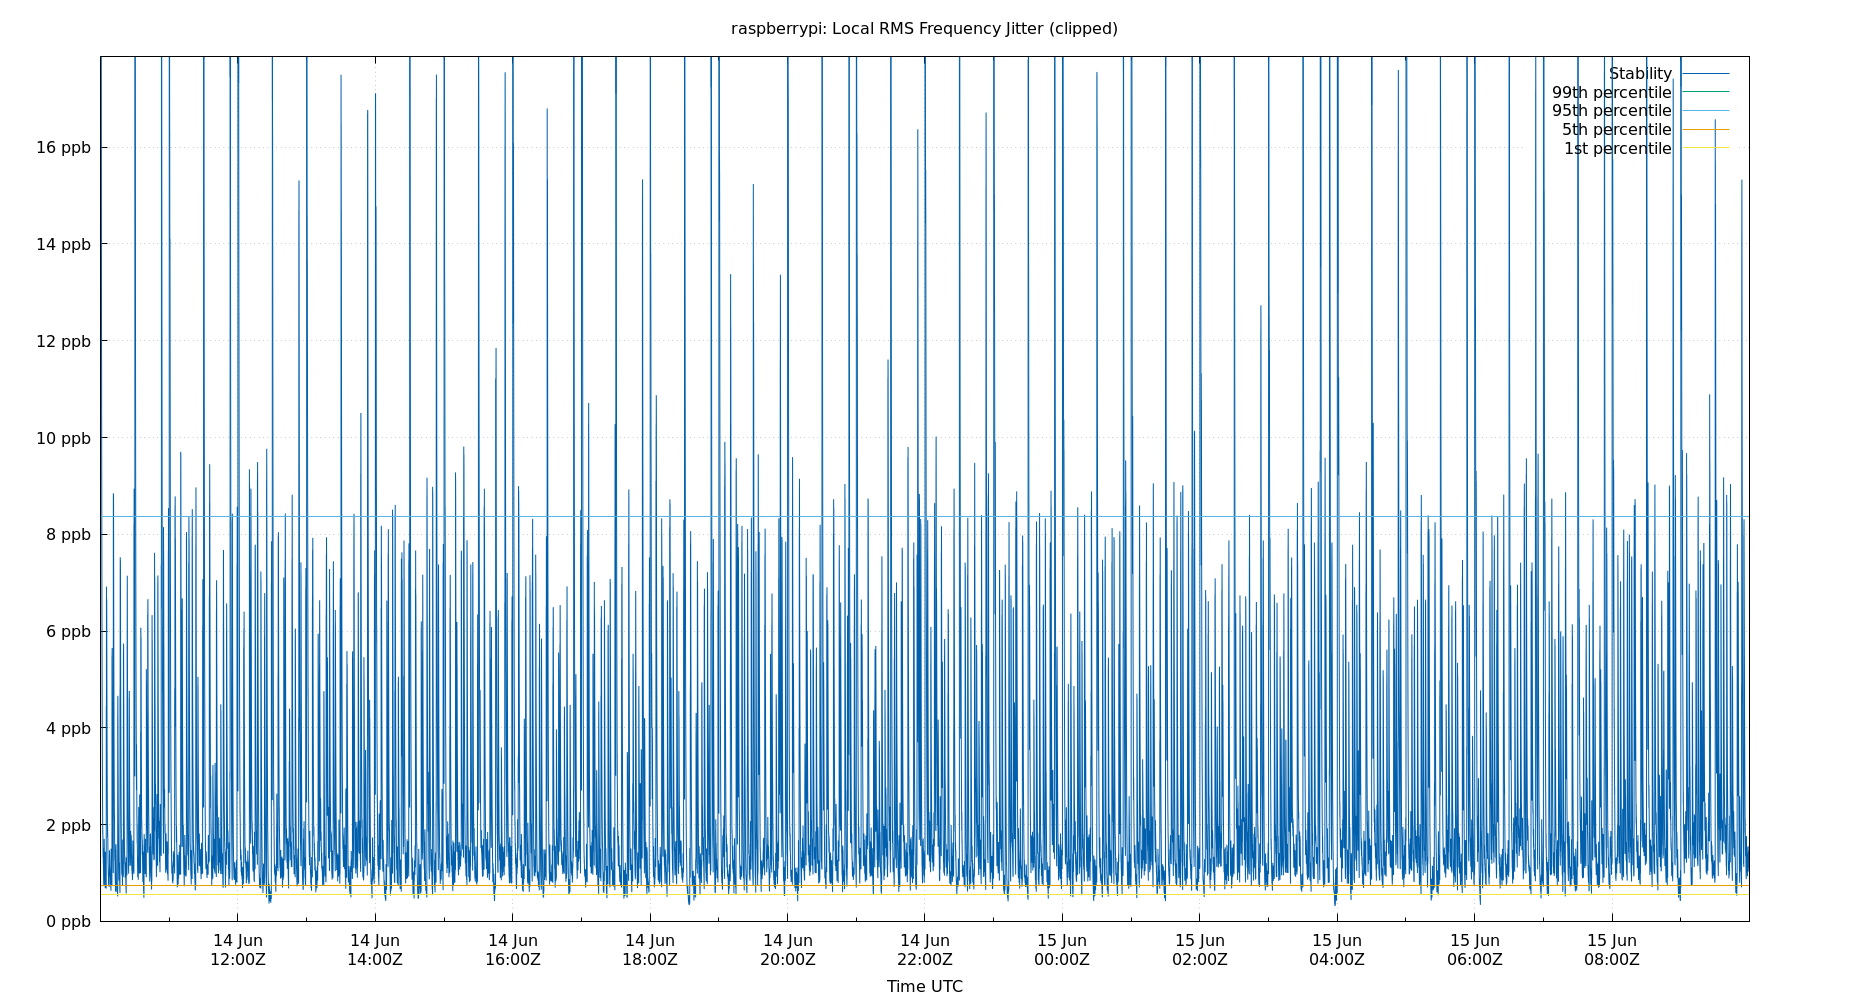 raspberrypi: Local RMS Frequency Jitter (clipped)
Stability
99th percentile
95th percentile
5th percentile
1st percentile
16 ppb
14 ppb
12 ppb
10 ppb
8 ppb
6 ppb
4 ppb
2 ppb
0 ppb
14 Jun 14 Jun 14 Jun 14 Jun 14 Jun 14 Jun 15 Jun 15 Jun 15 Jun 15 Jun 15 Jun
12:00Z 14:00Z 16:00Z 18:00Z 20:00Z 22:00Z 00:00Z 02:00Z 04:00Z 06:00Z 08:00Z
Time UTC